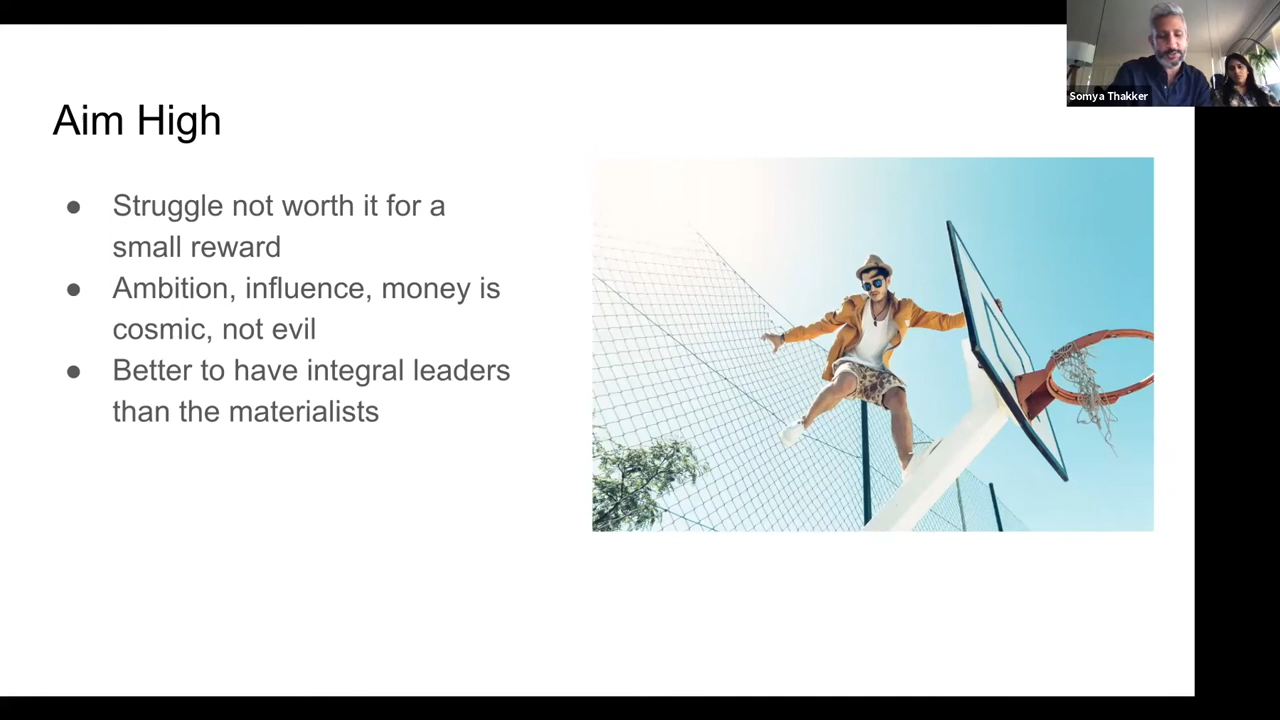 Somya Thakker
Aim High
● Struggle not worth it for a
small reward
● Ambition, influence, money is
cosmic, not evil
● Better to have integral leaders
than the materialists